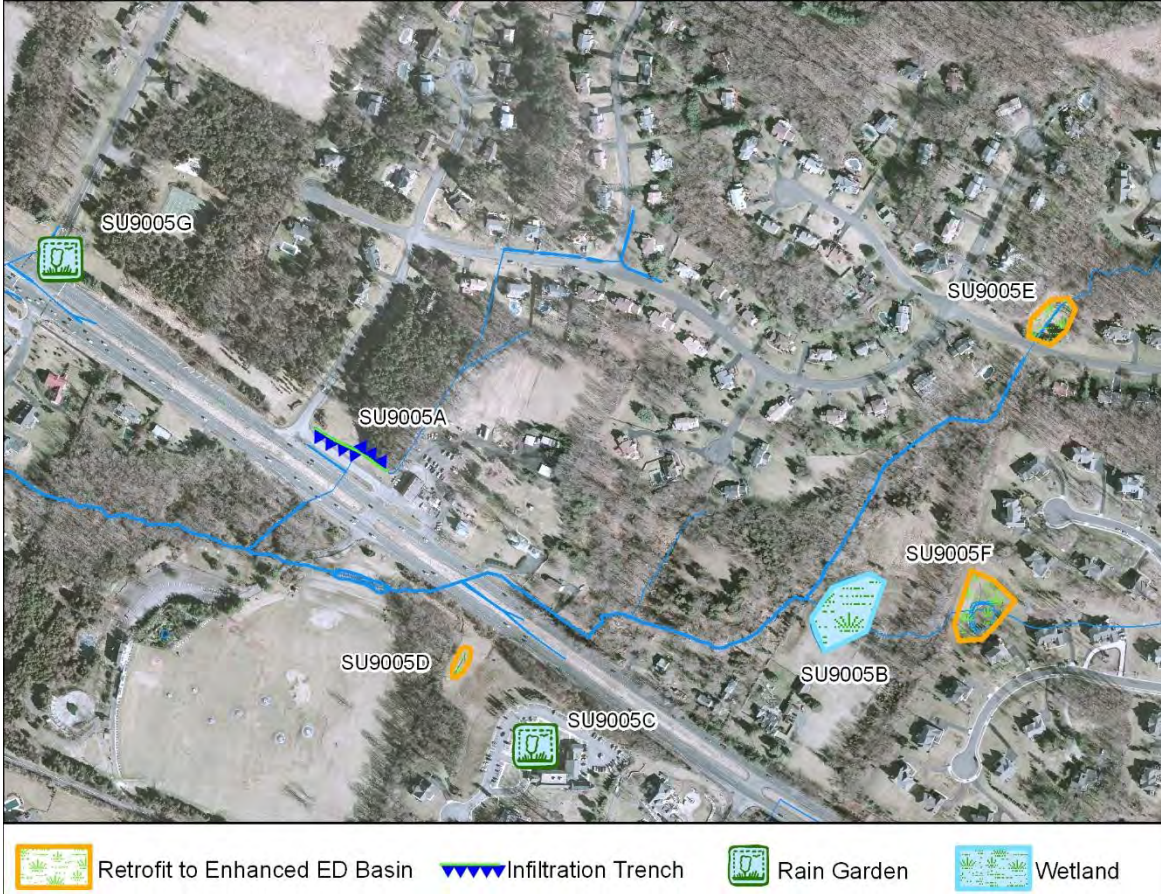 SU9005G
SU9005E
SU9005A
SU9005F
SU9005D
SU9005B
SU9005C
Retrofit to Enhanced ED Basin
Infiltration Trench
Rain Garden
Wetland